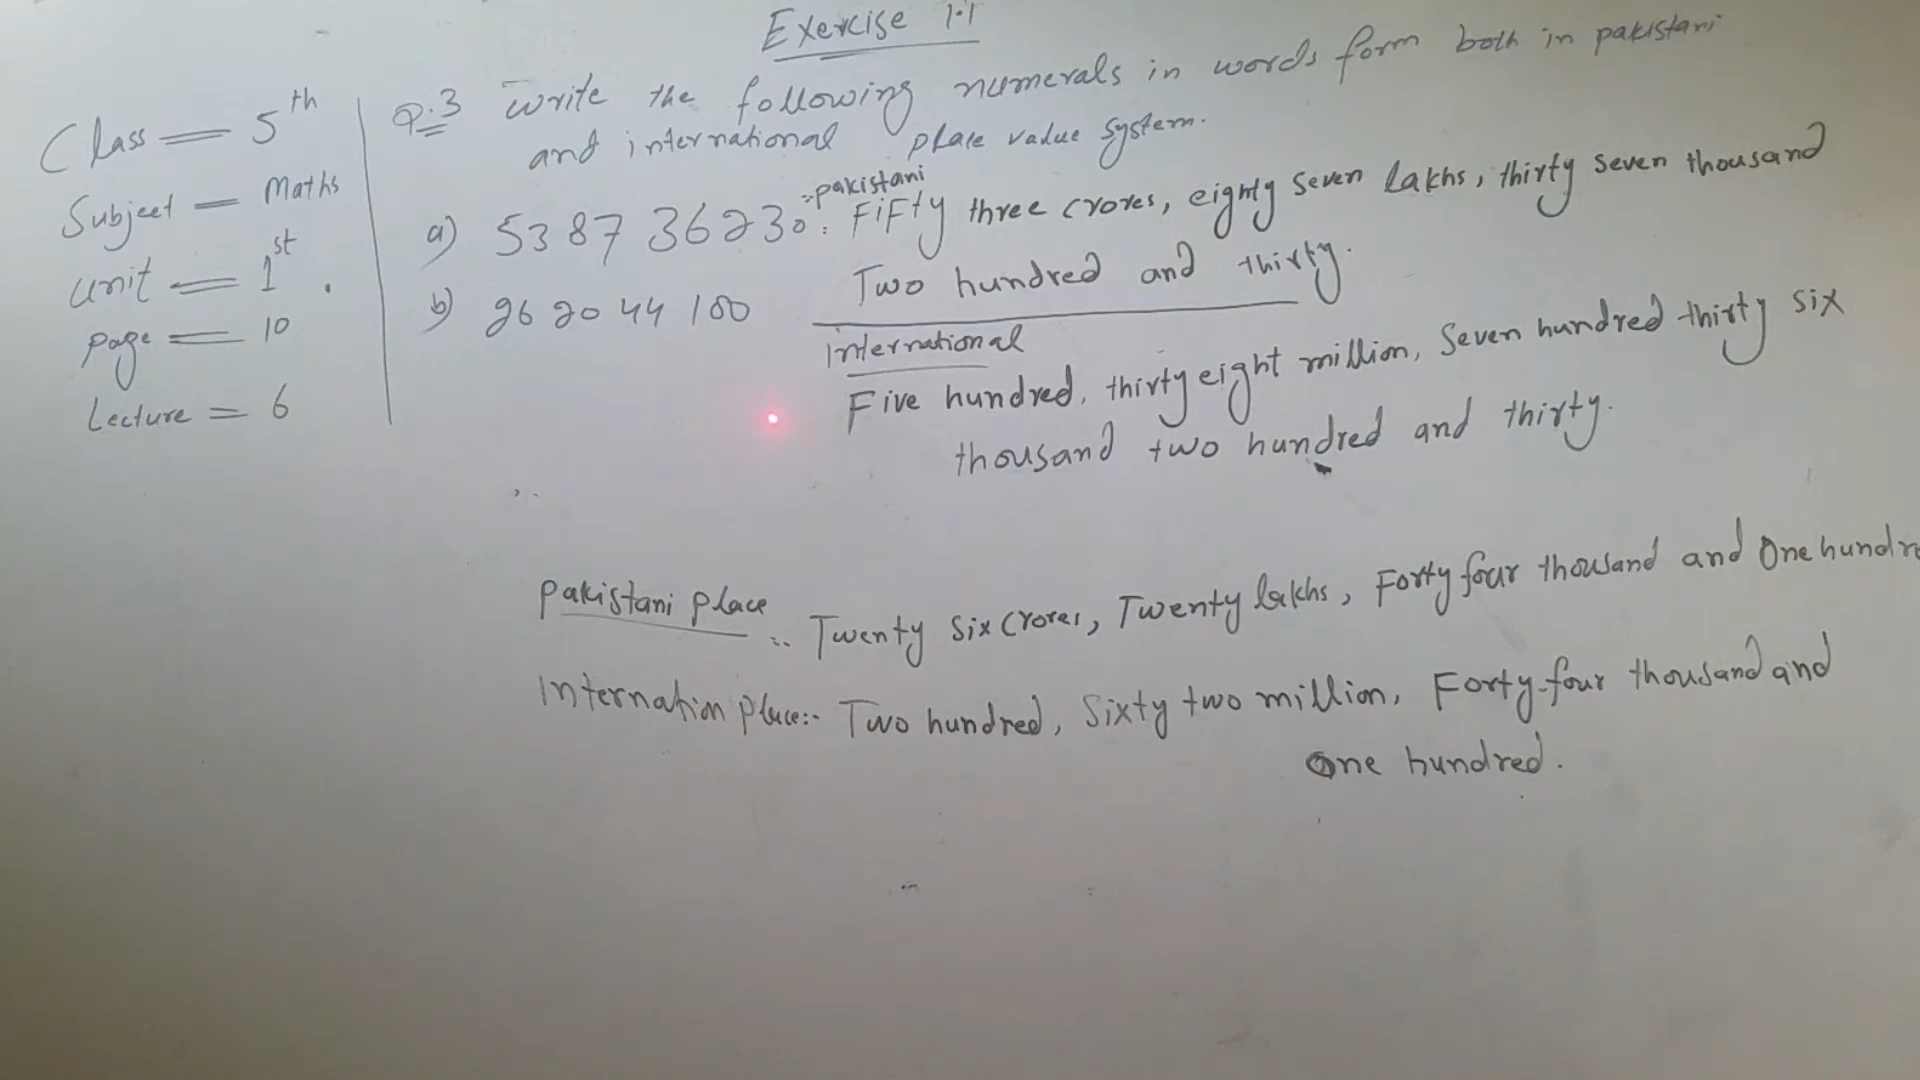 Exercise 1.1
Class = 5th
Subject = Maths
Unit = 1st.
Page = 10
Lecture = 6
Q.3 Write the following numerals in words form both in pakistani
and international place value system.
a) 53 87 36230 :-pakistani : FiFty three crores, eighty seven Lakhs, thirty seven thousand
Two hundred and thirty.
b) 26 20 44 100
international
Five hundred, thirty eight million, Seven hundred thirty six
thousand two hundred and thirty.
Pakistani place :- Twenty six crores, Twenty lakhs, Forty four thousand and One hundre
Internation place:- Two hundred, Sixty two million, Forty-four thousand and
One hundred.